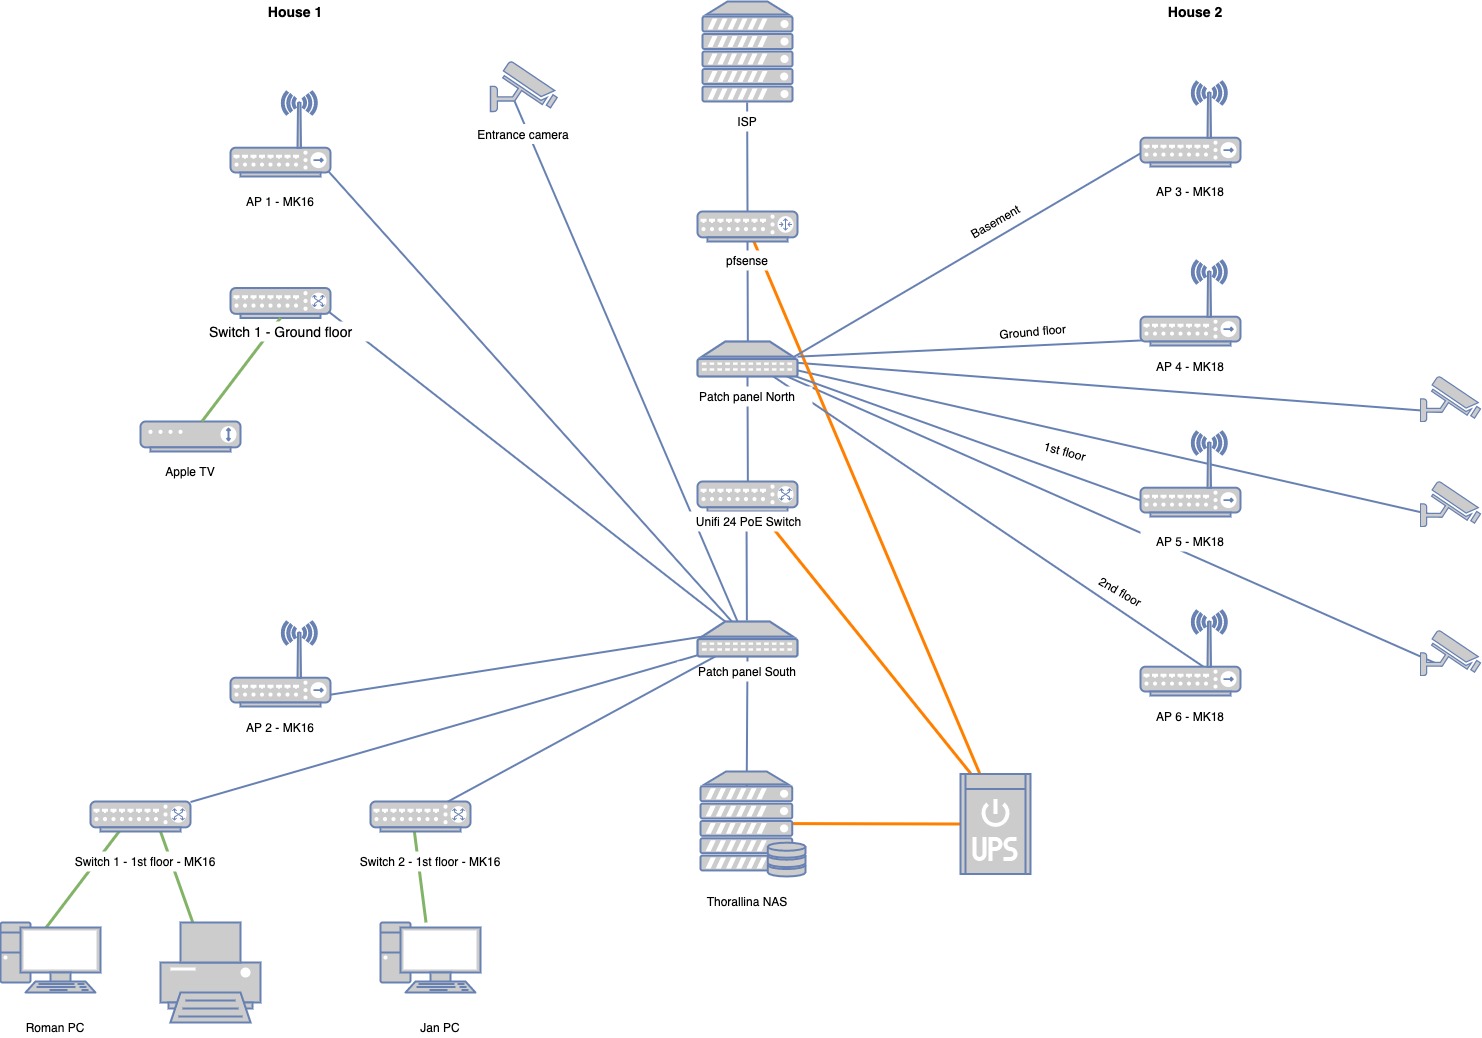 House 1
House 2
ISP
Entrance camera
AP 1 - MK16
AP 3 - MK18
Basement
pfsense
Switch 1 - Ground floor
Ground floor
AP 4 - MK18
Patch panel North
1st floor
Apple TV
Unifi 24 PoE Switch
AP 5 - MK18
2nd floor
Patch panel South
AP 2 - MK16
AP 6 - MK18
UPS
Switch 1 - 1st floor - MK16
Switch 2 - 1st floor - MK16
Thorallina NAS
Roman PC
Jan PC